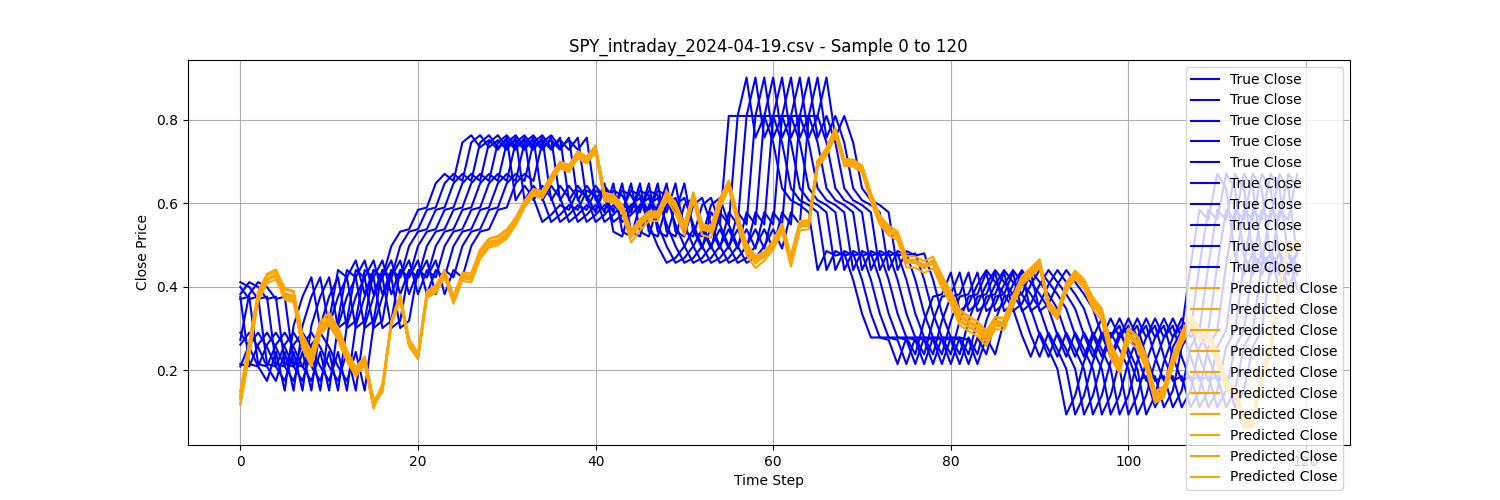 SPY_intraday_2024-04-19.csv - Sample 0 to 120
Close Price
0.8
0.6
0.4
0.2
0
20
40
60
80
100
120
Time Step
True Close
True Close
True Close
True Close
True Close
True Close
True Close
True Close
True Close
True Close
Predicted Close
Predicted Close
Predicted Close
Predicted Close
Predicted Close
Predicted Close
Predicted Close
Predicted Close
Predicted Close
Predicted Close